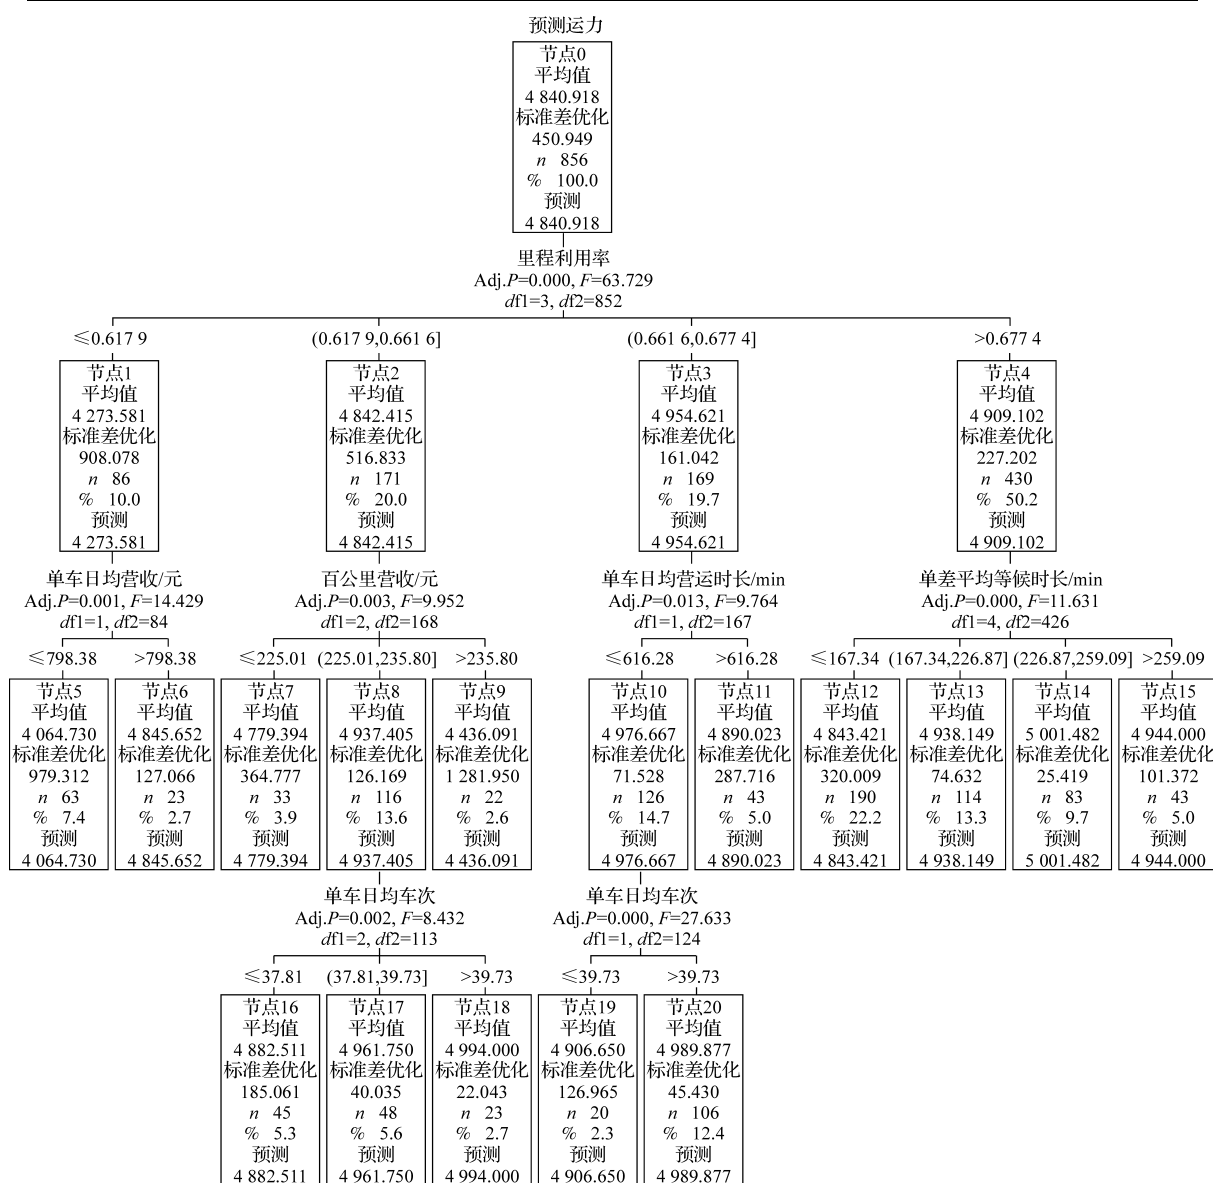 预测运力
节点0
平均值
4 840.918
标准差优化
450.949
n 856
% 100.0
预测
4 840.918
里程利用率
Adj.P=0.000, F=63.729
df1=3, df2=852
≤0.617 9 (0.617 9,0.661 6] (0.661 6,0.677 4] >0.677 4
节点1 节点2 节点3 节点4
平均值 平均值 平均值 平均值
4 273.581 4 842.415 4 954.621 4 909.102
标准差优化 标准差优化 标准差优化 标准差优化
908.078 516.833 161.042 227.202
n 86 n 171 n 169 n 430
% 10.0 % 20.0 % 19.7 % 50.2
预测 预测 预测 预测
4 273.581 4 842.415 4 954.621 4 909.102
单车日均营收/元 百公里营收/元 单车日均营运时长/min 单差平均等候时长/min
Adj.P=0.001, F=14.429 Adj.P=0.003, F=9.952 Adj.P=0.013, F=9.764 Adj.P=0.000, F=11.631
df1=1, df2=84 df1=2, df2=168 df1=1, df2=167 df1=4, df2=426
≤798.38 >798.38 ≤225.01 (225.01,235.80] >235.80 ≤616.28 >616.28 ≤167.34 (167.34,226.87] (226.87,259.09] >259.09
节点5 节点6 节点7 节点8 节点9 节点10 节点11 节点12 节点13 节点14 节点15
平均值 平均值 平均值 平均值 平均值 平均值 平均值 平均值 平均值 平均值 平均值
4 064.730 4 845.652 4 779.394 4 937.405 4 436.091 4 976.667 4 890.023 4 843.421 4 938.149 5 001.482 4 944.000
标准差优化 标准差优化 标准差优化 标准差优化 标准差优化 标准差优化 标准差优化 标准差优化 标准差优化 标准差优化 标准差优化
979.312 127.066 364.777 126.169 1 281.950 71.528 287.716 320.009 74.632 25.419 101.372
n 63 n 23 n 33 n 116 n 22 n 126 n 43 n 190 n 114 n 83 n 43
% 7.4 % 2.7 % 3.9 % 13.6 % 2.6 % 14.7 % 5.0 % 22.2 % 13.3 % 9.7 % 5.0
预测 预测 预测 预测 预测 预测 预测 预测 预测 预测 预测
4 064.730 4 845.652 4 779.394 4 937.405 4 436.091 4 976.667 4 890.023 4 843.421 4 938.149 5 001.482 4 944.000
单车日均车次 单车日均车次
Adj.P=0.002, F=8.432 Adj.P=0.000, F=27.633
df1=2, df2=113 df1=1, df2=124
≤37.81 (37.81,39.73] >39.73 ≤39.73 >39.73
节点16 节点17 节点18 节点19 节点20
平均值 平均值 平均值 平均值 平均值
4 882.511 4 961.750 4 994.000 4 906.650 4 989.877
标准差优化 标准差优化 标准差优化 标准差优化 标准差优化
185.061 40.035 22.043 126.965 45.430
n 45 n 48 n 23 n 20 n 106
% 5.3 % 5.6 % 2.7 % 2.3 % 12.4
预测 预测 预测 预测 预测
4 882.511 4 961.750 4 994.000 4 906.650 4 989.877